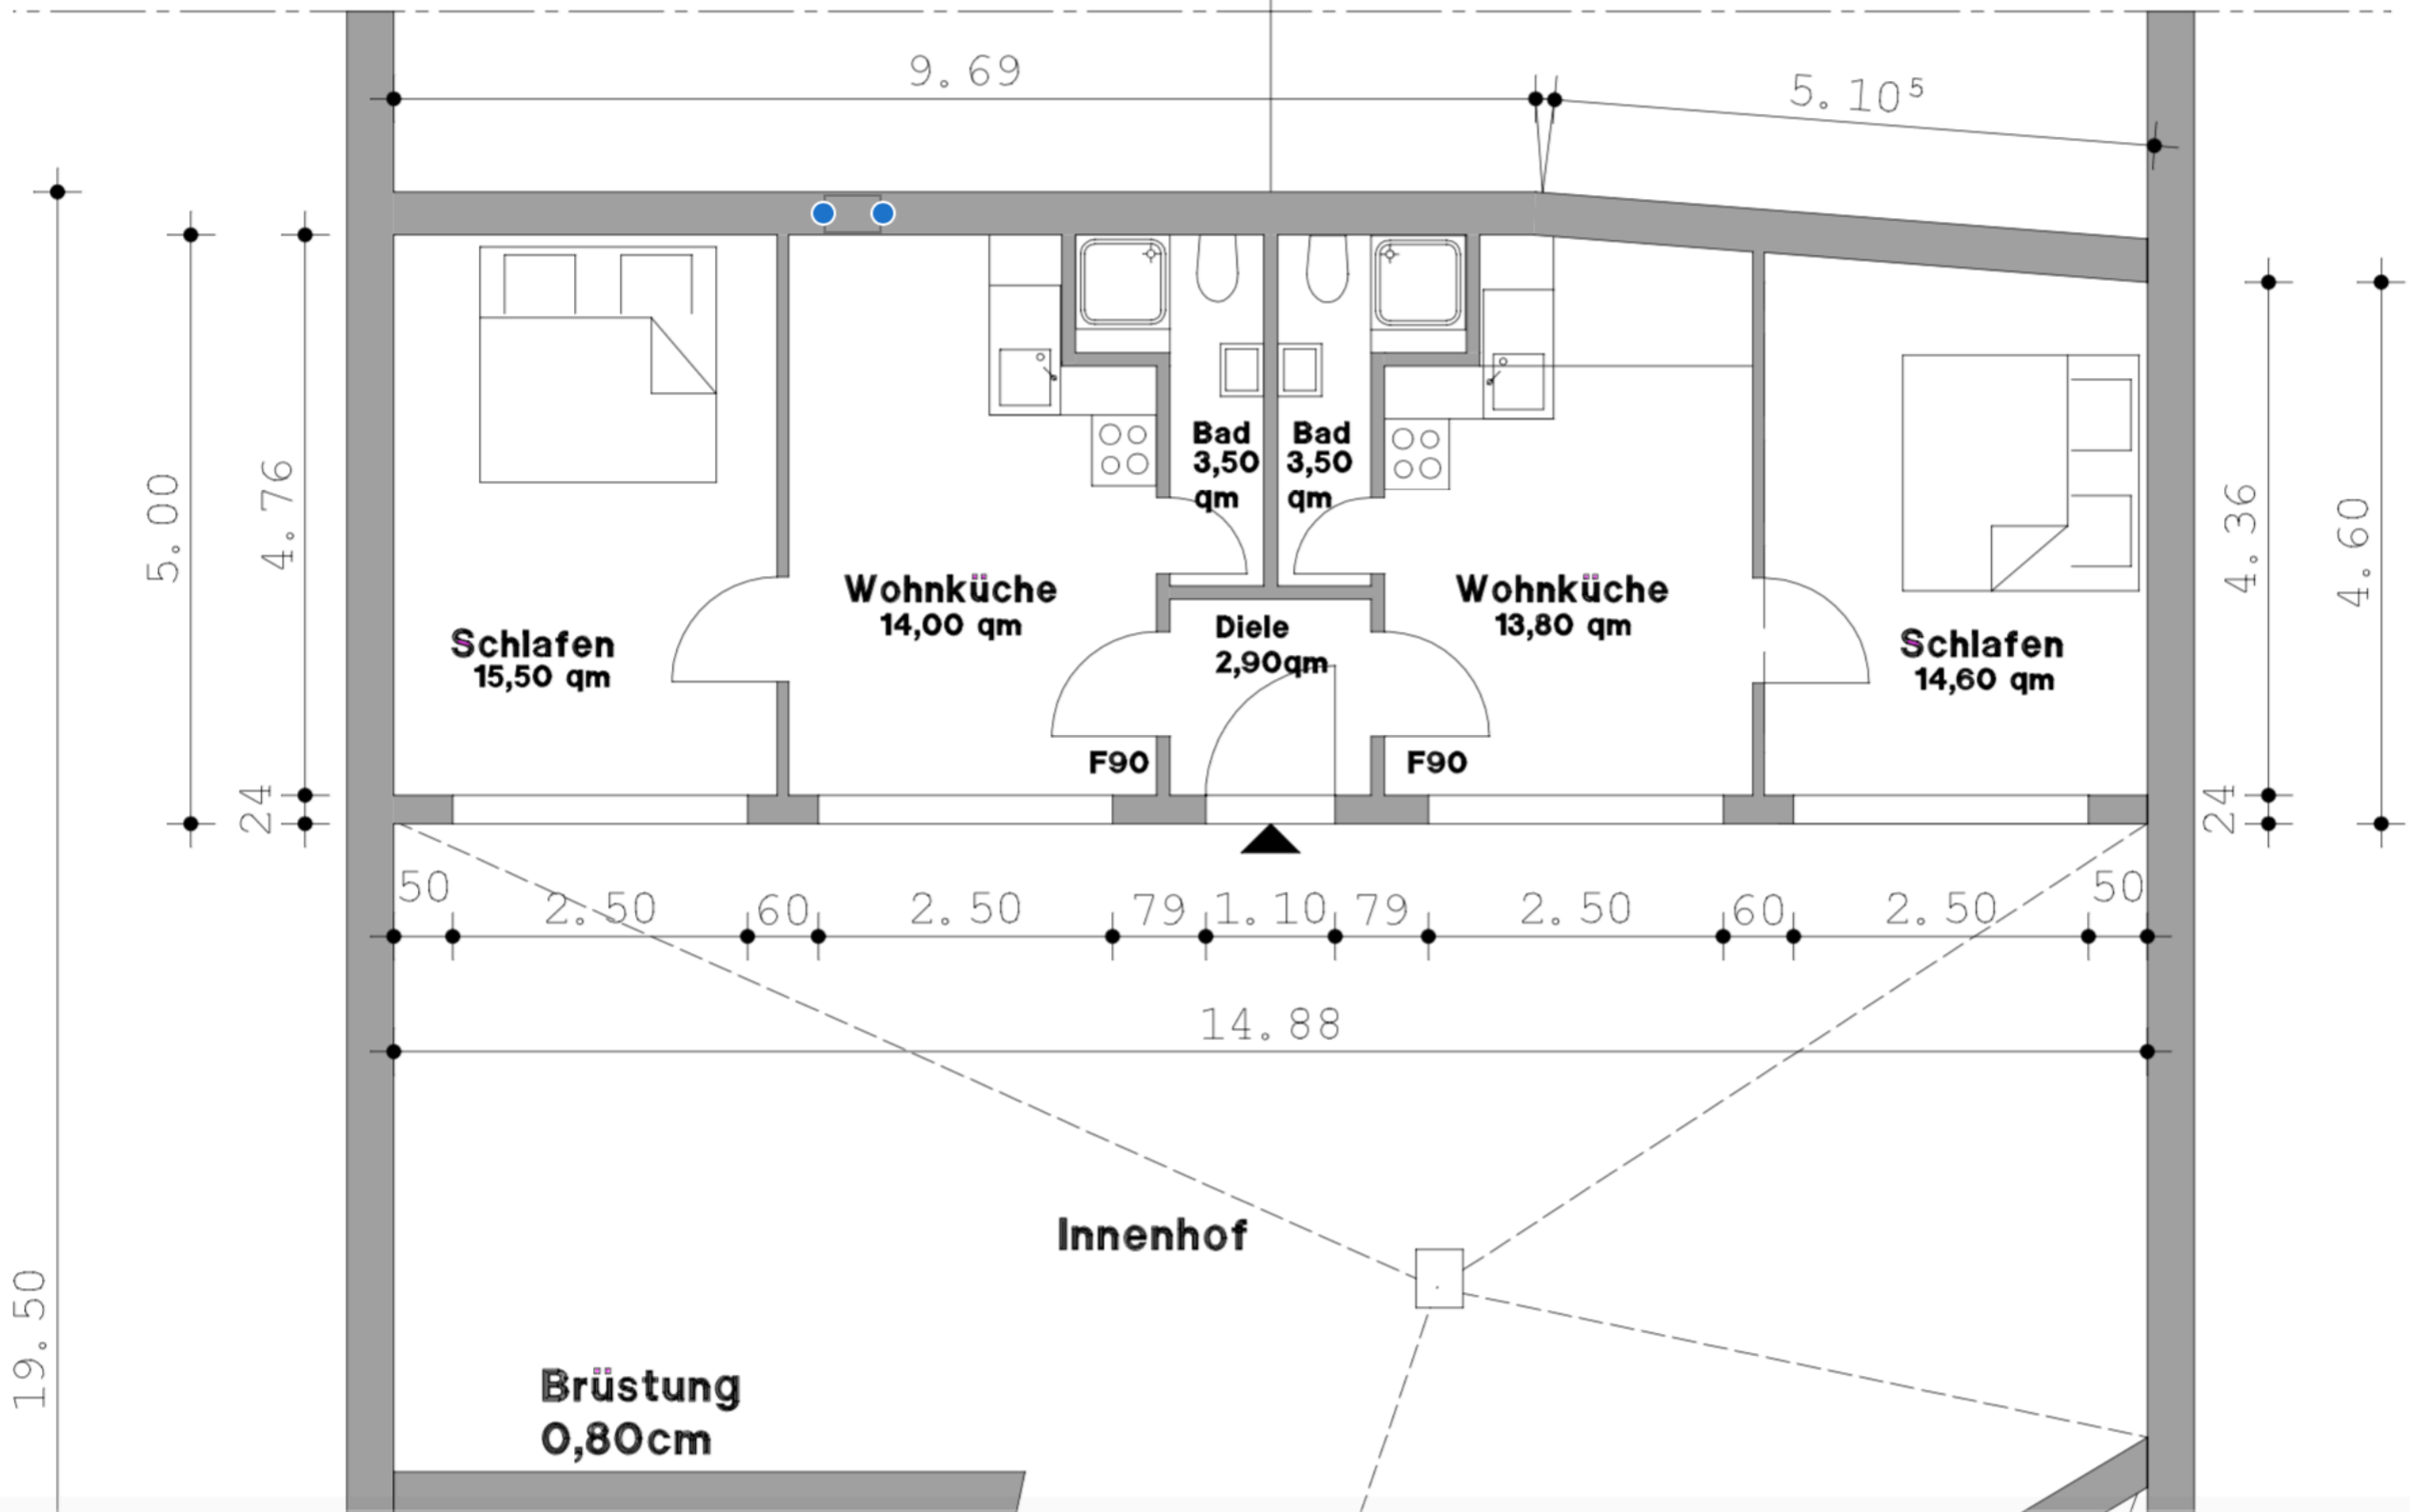 9.69
5.10⁵
5.00
4.76
24
Bad
3,50
qm
Bad
3,50
qm
4.36
4.60
24
Wohnküche
14,00 qm
Wohnküche
13,80 qm
Diele
2,90qm
Schlafen
15,50 qm
Schlafen
14,60 qm
F90
F90
50
2.50
60
2.50
79
1.10
79
2.50
60
2.50
50
14.88
Innenhof
19.50
Brüstung
0,80cm